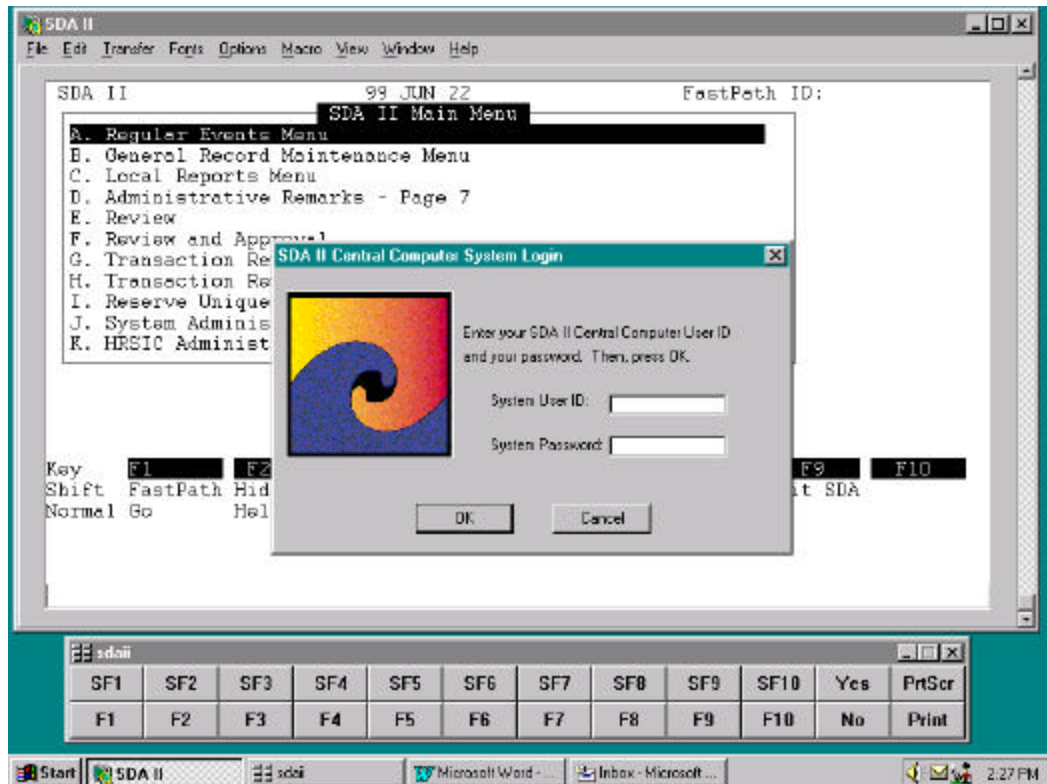 SDA II
File Edit Transfer Fonts Options Macro View Window Help
SDA II 99 JUN 22 FastPath ID:
SDA II Main Menu
A. Regular Events Menu
B. General Record Maintenance Menu
C. Local Reports Menu
D. Administrative Remarks - Page 7
E. Review
F. Review and Approval
G. Transaction Re
H. Transaction Re
I. Reserve Unique
J. System Adminis
K. HRSIC Administ
SDA II Central Computer System Login
Enter your SDA II Central Computer User ID
and your password. Then, press OK.
System User ID:
System Password:
OK Cancel
Key F1 F2 F9 F10
Shift FastPath Hid it SDA
Normal Go Hel
sdaii
SF1 SF2 SF3 SF4 SF5 SF6 SF7 SF8 SF9 SF10 Yes PrtScr
F1 F2 F3 F4 F5 F6 F7 F8 F9 F10 No Print
Start SDA II sdai Microsoft Word - ... Inbox - Microsoft ... 2:27 PM